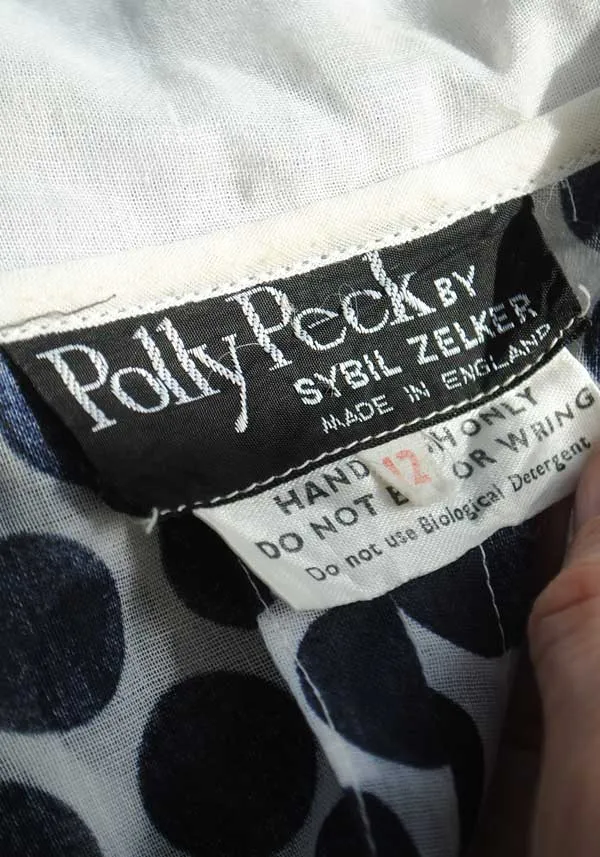 Polly Peck BY
SYBIL ZELKER
MADE IN ENGLAND
12
HAND ONLY
DO NOT OR WRING
Do not use Biological Detergent